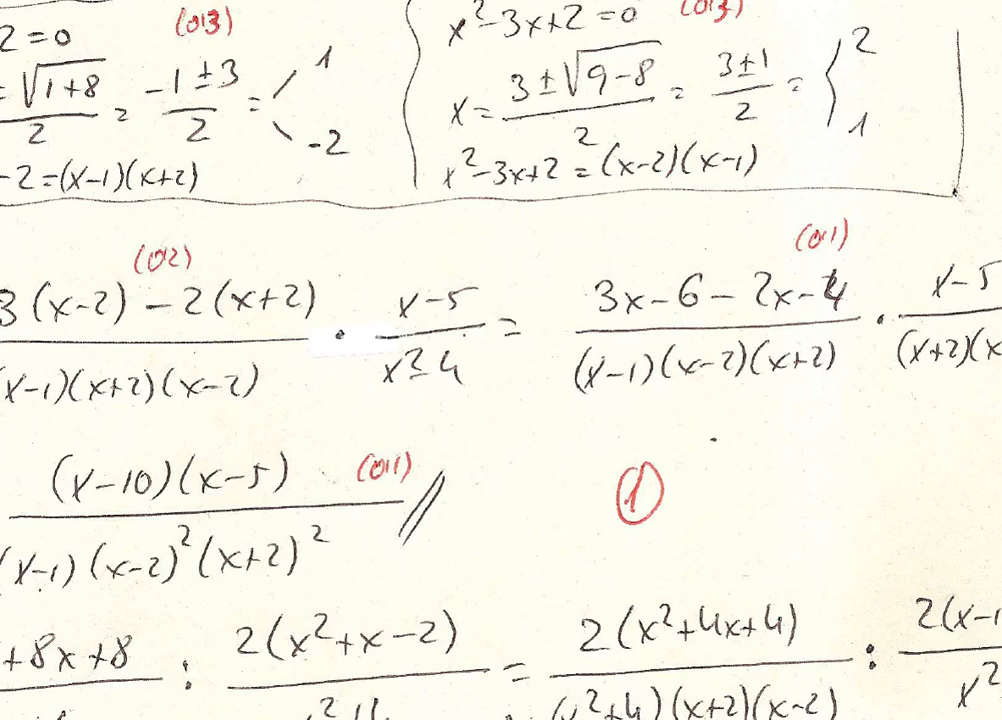 2 = 0 (0'3)
= √(1+8) / 2 = (-1 ± 3) / 2 = 1
-2
-2 = (x-1)(x+2)
x² - 3x + 2 = 0 (0'3)
x = (3 ± √(9-8)) / 2 = (3 ± 1) / 2 = { 2
1
x² - 3x + 2 = (x-2)(x-1)
(0'2) (0'1)
3(x-2) - 2(x+2) / (x-1)(x+2)(x-2) · (x-5) / (x²-4) = (3x - 6 - 2x - 4) / (x-1)(x-2)(x+2) · x-5 / (x+2)(x
(x-10)(x-5) / (x-1)(x-2)²(x+2)² // (0'1) 1
+8x+8 : 2(x²+x-2) = 2(x²+4x+4) / (x²+4)(x+2)(x-2) : 2(x-1 / x²